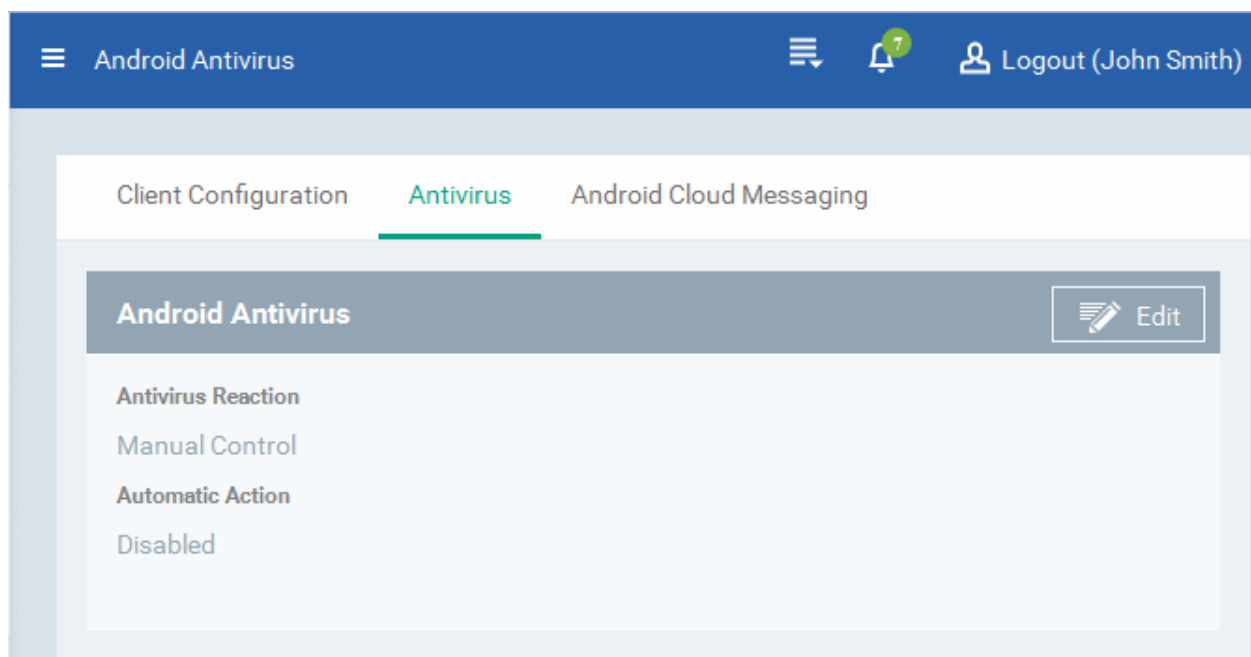 Android Antivirus
7
Logout (John Smith)
Client Configuration Antivirus Android Cloud Messaging
Android Antivirus
Edit
Antivirus Reaction
Manual Control
Automatic Action
Disabled